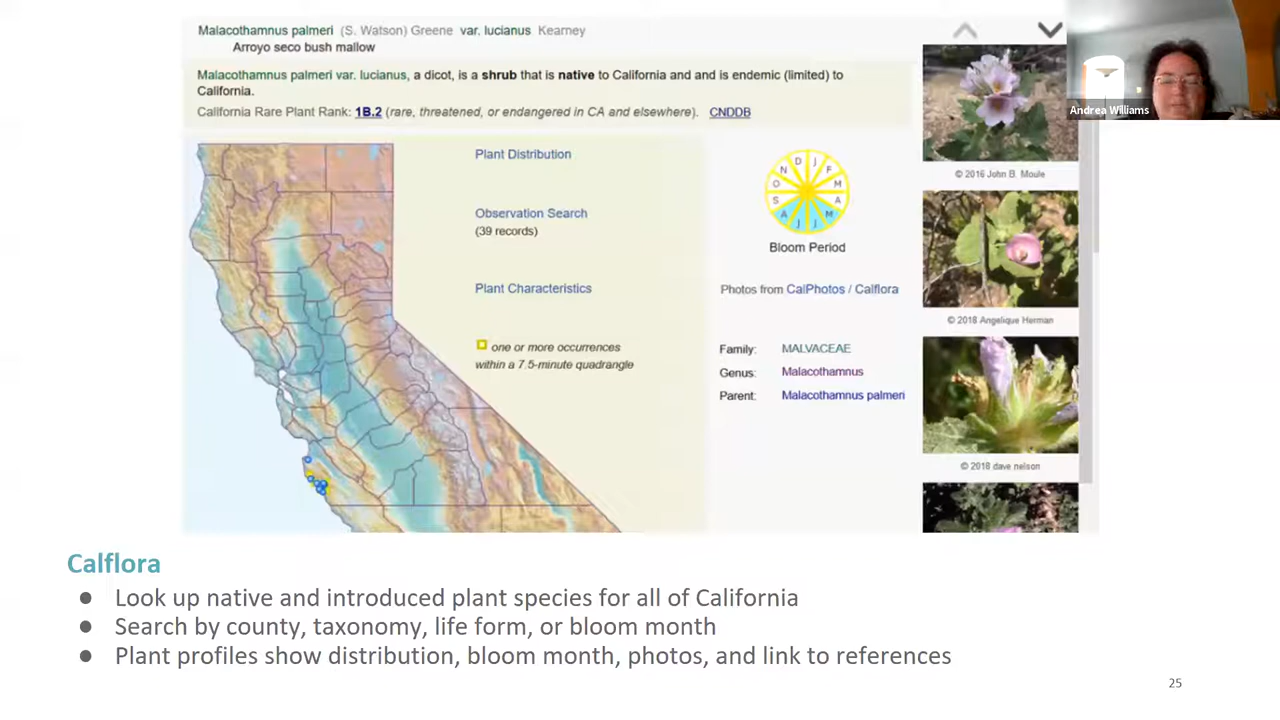 Malacothamnus palmeri (S. Watson) Greene var. lucianus Kearney
Arroyo seco bush mallow
Malacothamnus palmeri var. lucianus, a dicot, is a shrub that is native to California and and is endemic (limited) to
California.
California Rare Plant Rank: 1B.2 (rare, threatened, or endangered in CA and elsewhere). CNDDB
Andrea Williams
Plant Distribution
Observation Search
(39 records)
Plant Characteristics
one or more occurrences
within a 7.5-minute quadrangle
D J
N F
O M
S A
A M
J J
Bloom Period
Photos from CalPhotos / Calflora
Family: MALVACEAE
Genus: Malacothamnus
Parent: Malacothamnus palmeri
© 2016 John B. Moule
© 2018 Angelique Herman
© 2018 dave nelson
Calflora
● Look up native and introduced plant species for all of California
● Search by county, taxonomy, life form, or bloom month
● Plant profiles show distribution, bloom month, photos, and link to references
25